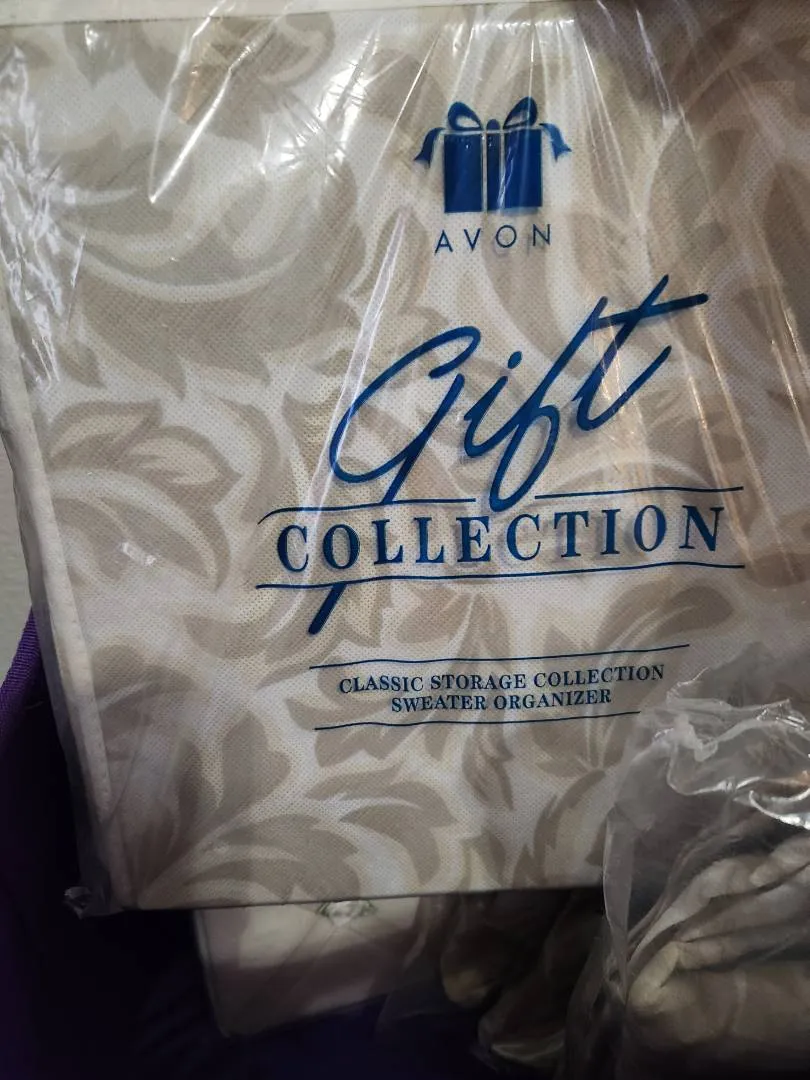 AVON
Gift
COLLECTION
CLASSIC STORAGE COLLECTION
SWEATER ORGANIZER